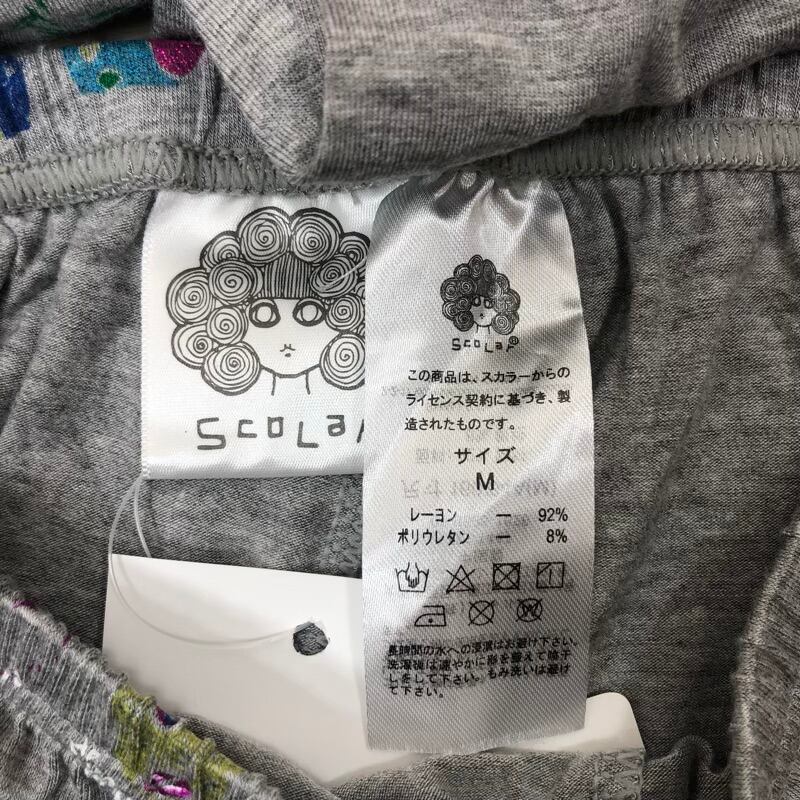 ScoLar
ScoLar®
この商品は、スカラーからの
ライセンス契約に基づき、製
造されたものです。
サイズ
M
レーヨン — 92%
ポリウレタン — 8%
長時間の水への浸漬はお避け下さい。
洗濯後は速やかに形を整えて陰干
しをして下さい。もみ洗いは避け
て下さい。